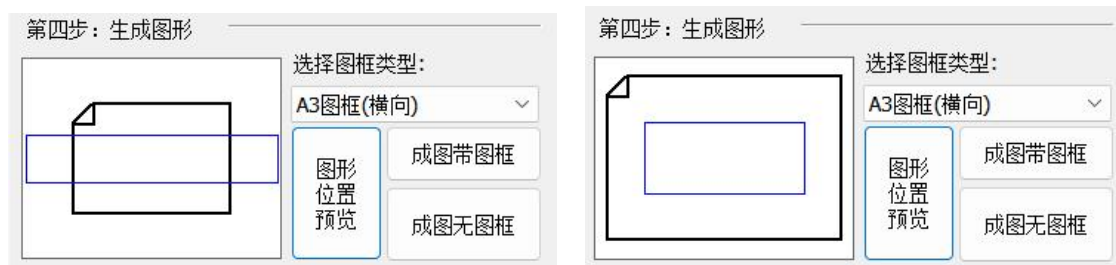 第四步：生成图形
选择图框类型：
A3图框(横向)
图形
位置
预览
成图带图框
成图无图框
第四步：生成图形
选择图框类型：
A3图框(横向)
图形
位置
预览
成图带图框
成图无图框